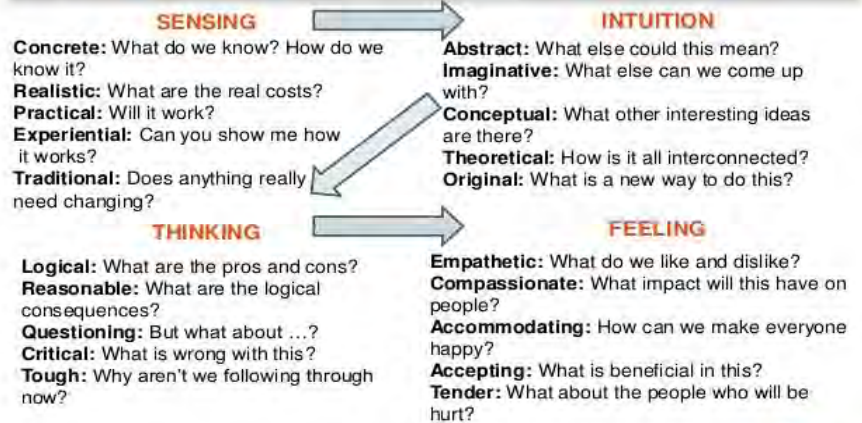 SENSING
Concrete: What do we know? How do we
know it?
Realistic: What are the real costs?
Practical: Will it work?
Experiential: Can you show me how
it works?
Traditional: Does anything really
need changing?
INTUITION
Abstract: What else could this mean?
Imaginative: What else can we come up
with?
Conceptual: What other interesting ideas
are there?
Theoretical: How is it all interconnected?
Original: What is a new way to do this?
THINKING
Logical: What are the pros and cons?
Reasonable: What are the logical
consequences?
Questioning: But what about ...?
Critical: What is wrong with this?
Tough: Why aren't we following through
now?
FEELING
Empathetic: What do we like and dislike?
Compassionate: What impact will this have on
people?
Accommodating: How can we make everyone
happy?
Accepting: What is beneficial in this?
Tender: What about the people who will be
hurt?